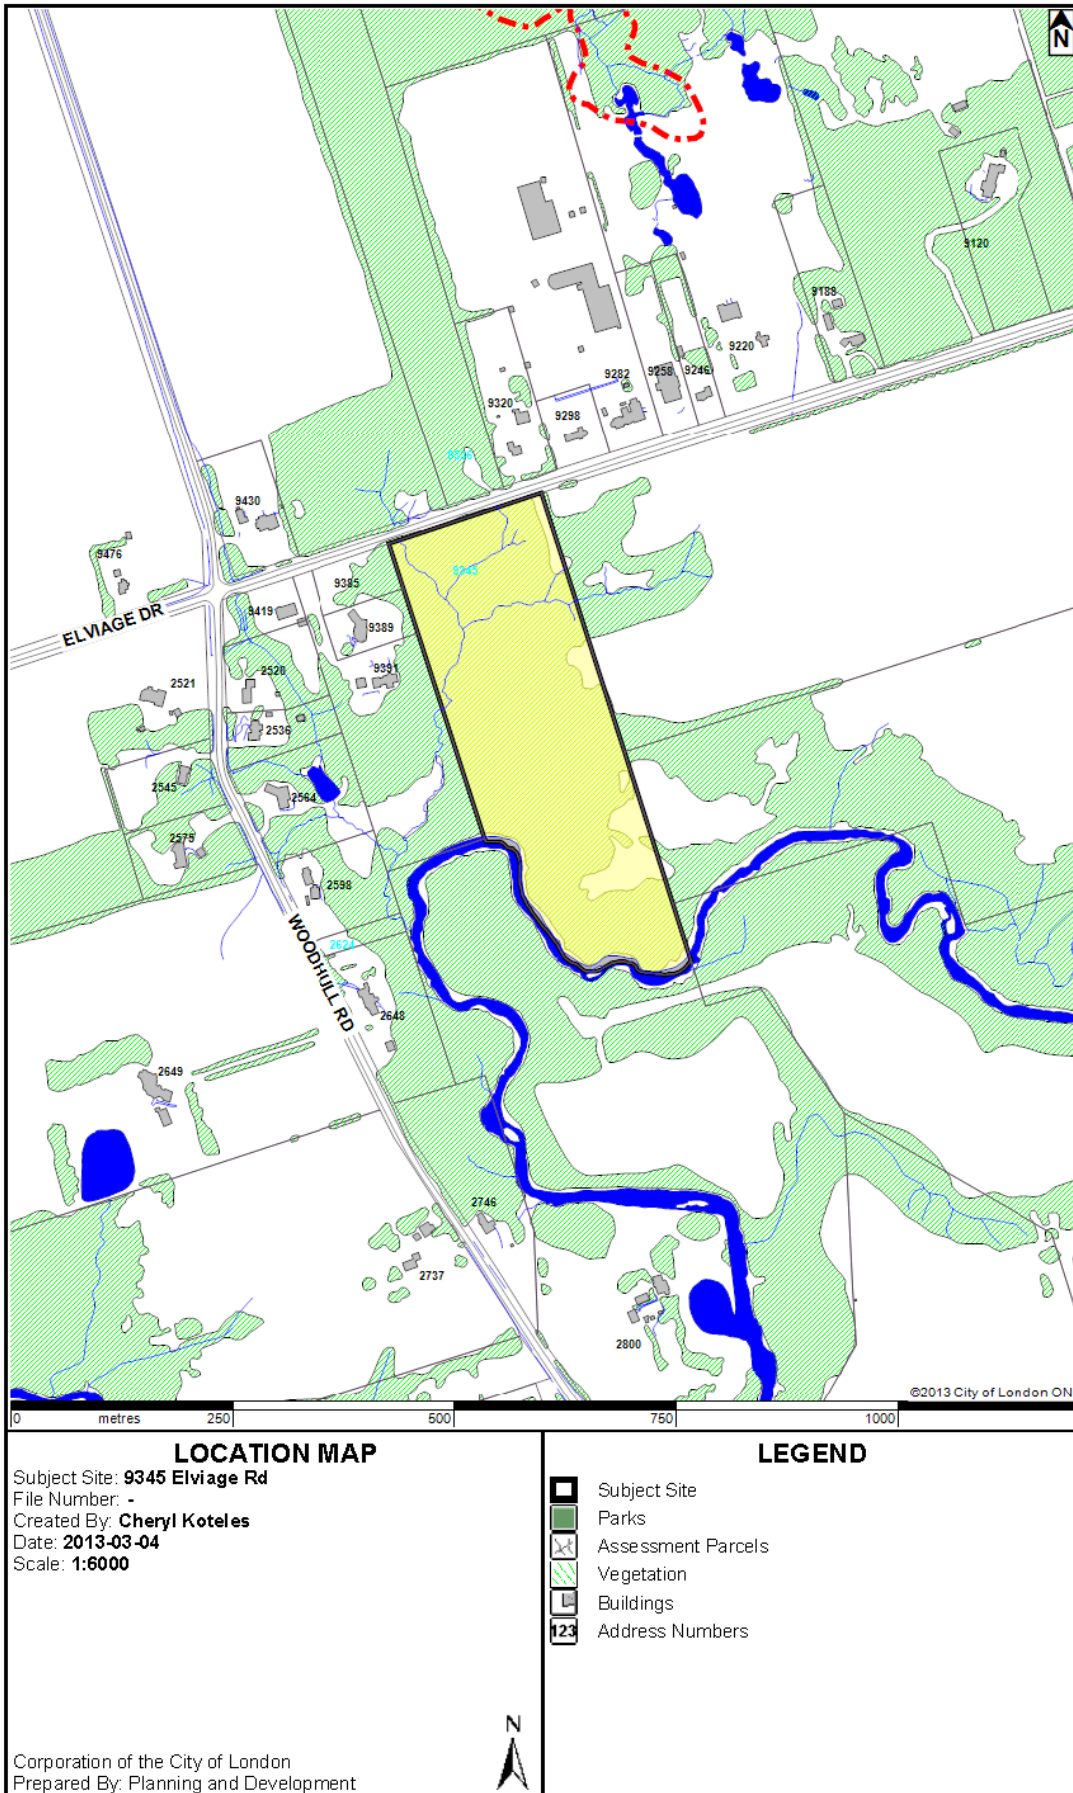 N
9120
9188
9220
9282
9258
9246
9320
9298
9336
9430
9476
9345
9385
ELVIAGE DR
9419
9389
9391
2520
2521
2536
2545
2564
2575
2598
WOODHULL RD
2624
2648
2649
2746
2737
2800
©2013 City of London ON
0 metres 250 500 750 1000
LOCATION MAP
Subject Site: 9345 Elviage Rd
File Number: -
Created By: Cheryl Koteles
Date: 2013-03-04
Scale: 1:6000
N
Corporation of the City of London
Prepared By: Planning and Development
LEGEND
Subject Site
Parks
Assessment Parcels
Vegetation
Buildings
123 Address Numbers